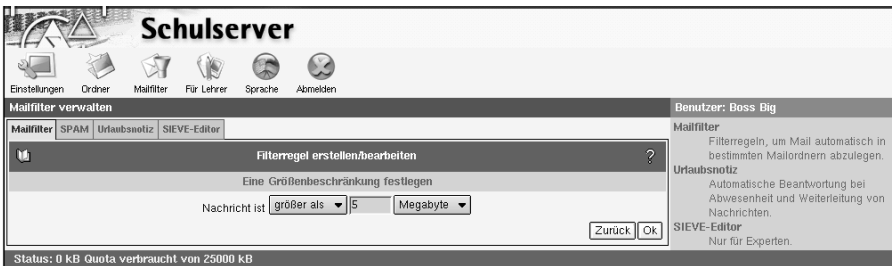 Schulserver
Einstellungen Ordner Mailfilter Für Lehrer Sprache Abmelden
Mailfilter verwalten
Mailfilter SPAM Urlaubsnotiz SIEVE-Editor
Filterregel erstellen/bearbeiten ?
Eine Größenbeschränkung festlegen
Nachricht ist größer als 5 Megabyte
Zurück Ok
Benutzer: Boss Big
Mailfilter
Filterregeln, um Mail automatisch in
bestimmten Mailordnern abzulegen.
Urlaubsnotiz
Automatische Beantwortung bei
Abwesenheit und Weiterleitung von
Nachrichten.
SIEVE-Editor
Nur für Experten.
Status: 0 kB Quota verbraucht von 25000 kB